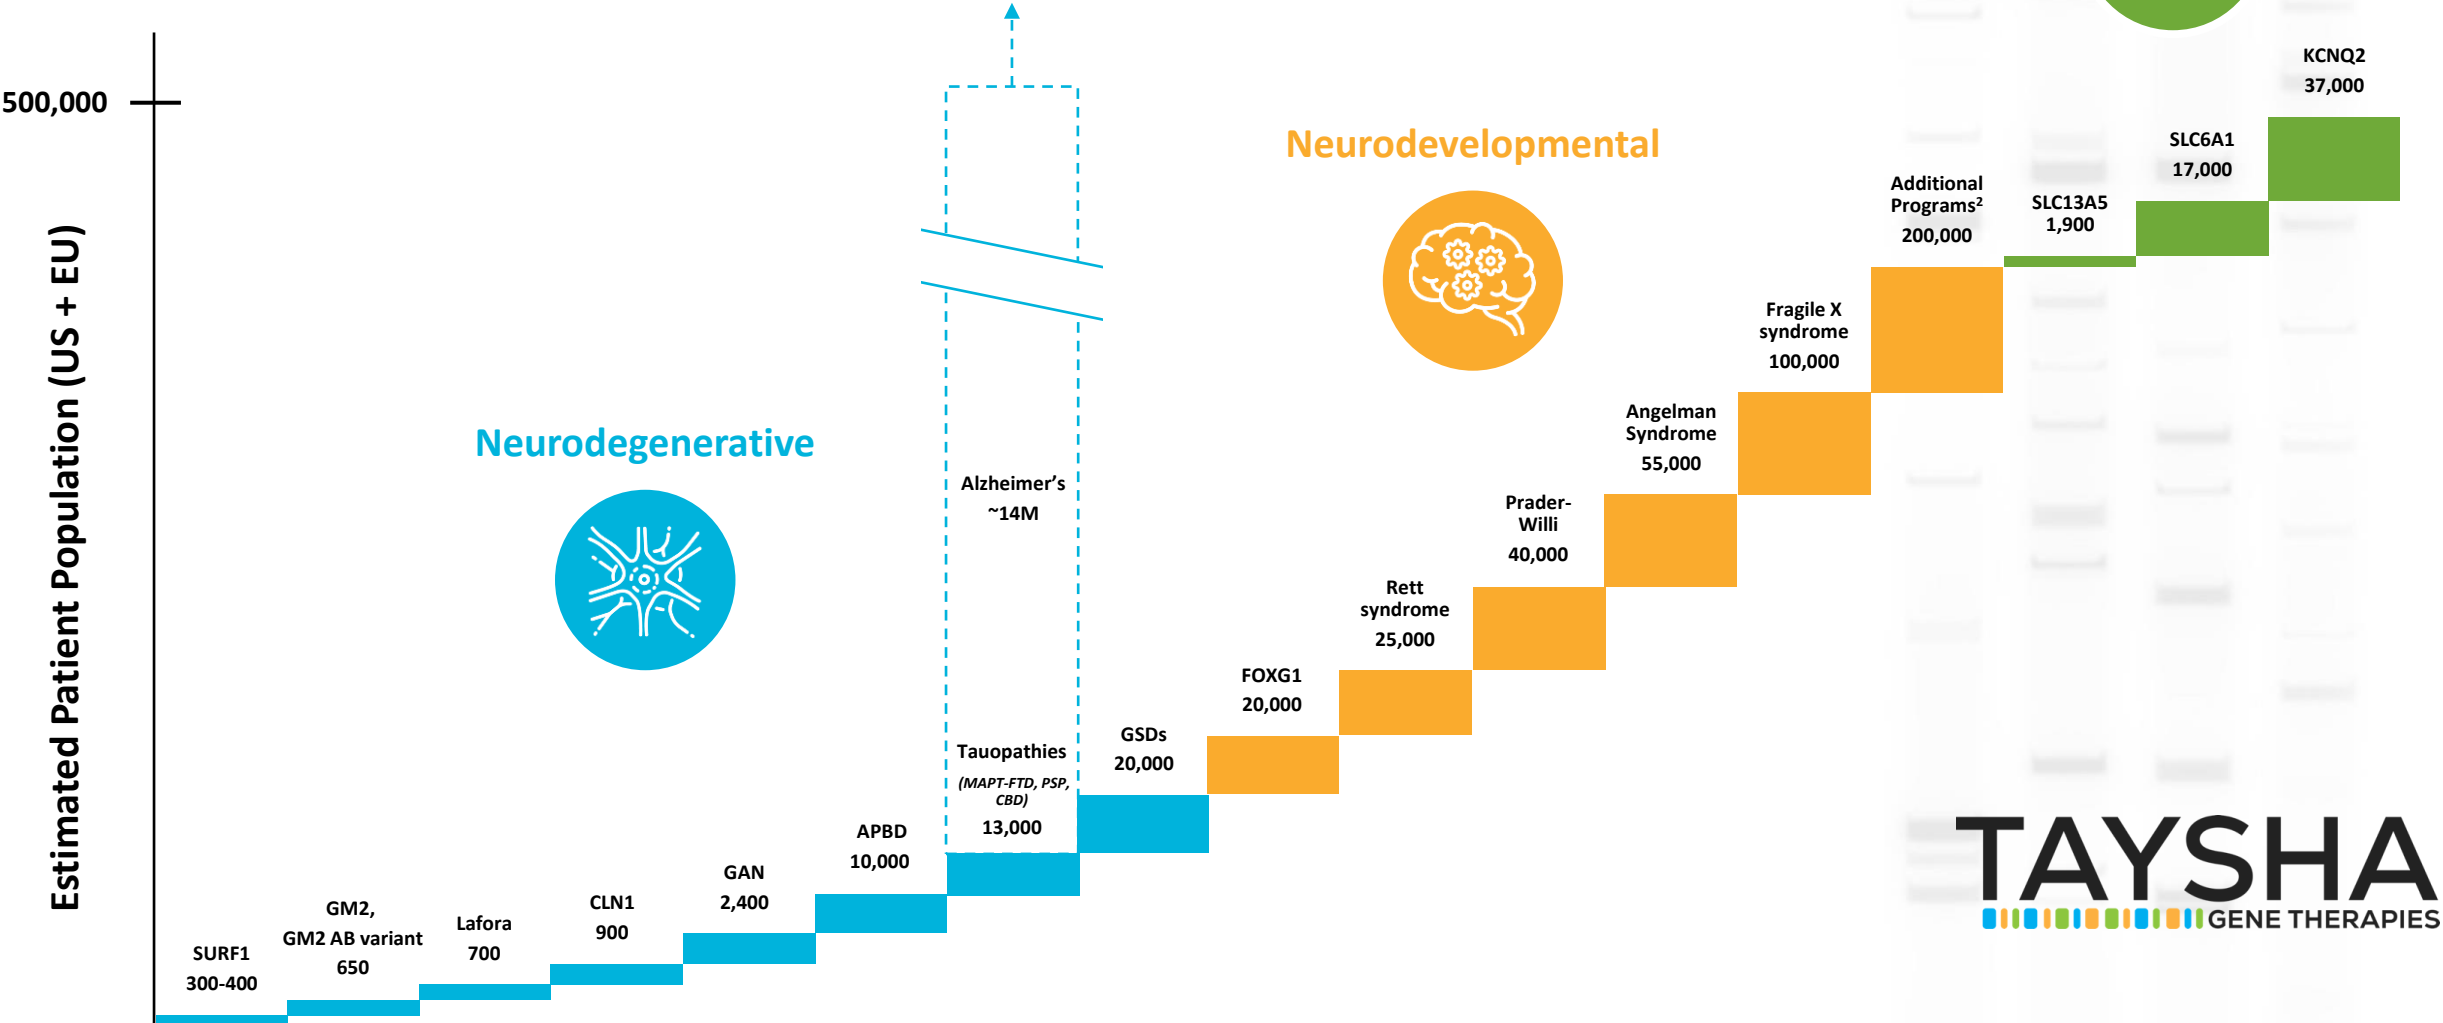 500,000
Estimated Patient Population (US + EU)
Neurodegenerative
Neurodevelopmental
SURF1
300-400
GM2,
GM2 AB variant
650
Lafora
700
CLN1
900
GAN
2,400
APBD
10,000
Alzheimer’s
~14M
Tauopathies
(MAPT-FTD, PSP,
CBD)
13,000
GSDs
20,000
FOXG1
20,000
Rett
syndrome
25,000
Prader-
Willi
40,000
Angelman
Syndrome
55,000
Fragile X
syndrome
100,000
Additional
Programs²
200,000
SLC13A5
1,900
SLC6A1
17,000
KCNQ2
37,000
TAYSHA
GENE THERAPIES